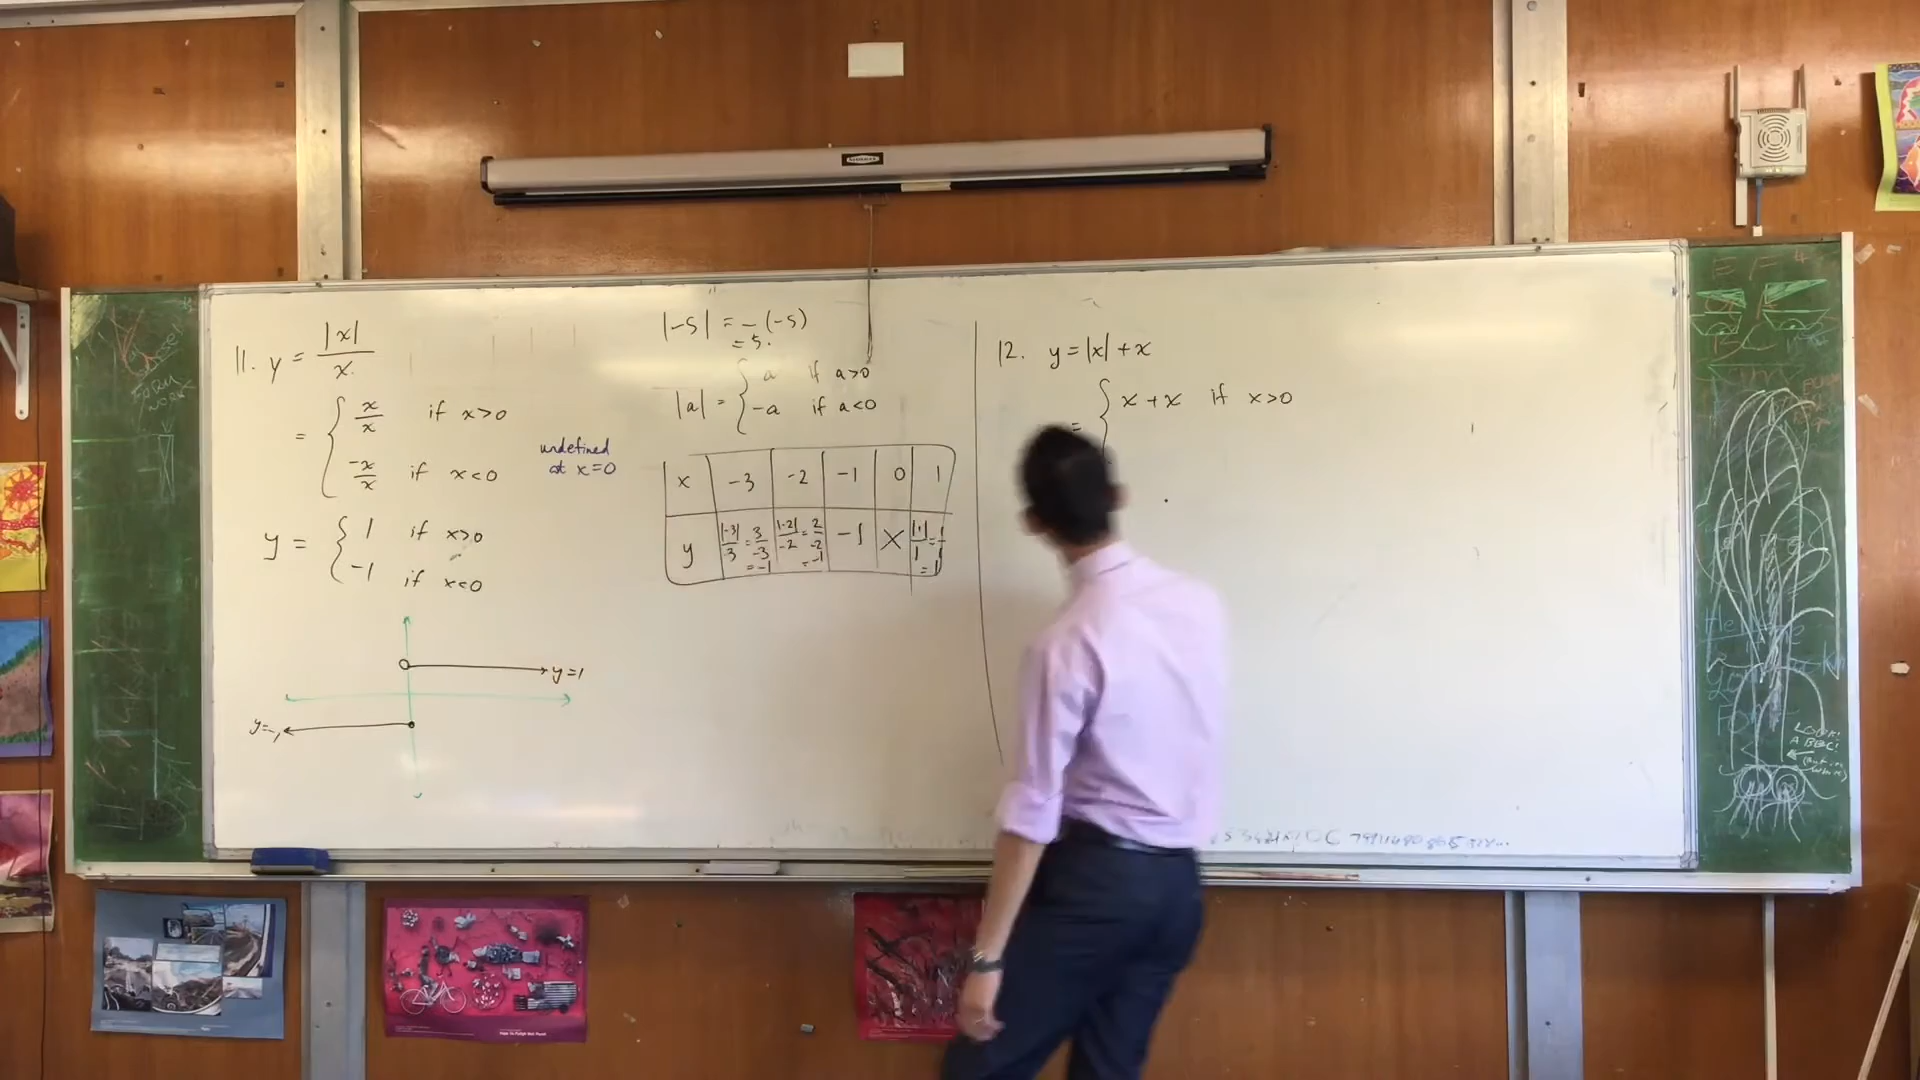 11. y = |x| / x
= { x/x if x>0
-x/x if x<0
undefined
at x=0
y = { 1 if x>0
-1 if x<0
y=1
y=-1
|-5| = -(-5)
= 5.
|a| = { a if a>0
-a if a<0
x -3 -2 -1 0 1
y |-3|/3 = 3/-3 = -1 |-2|/-2 = 2/-2 = -1 -1 X |1|/1 = 1/1 = 1
12. y = |x| + x
= { x + x if x>0
LOOK!
A BBC!